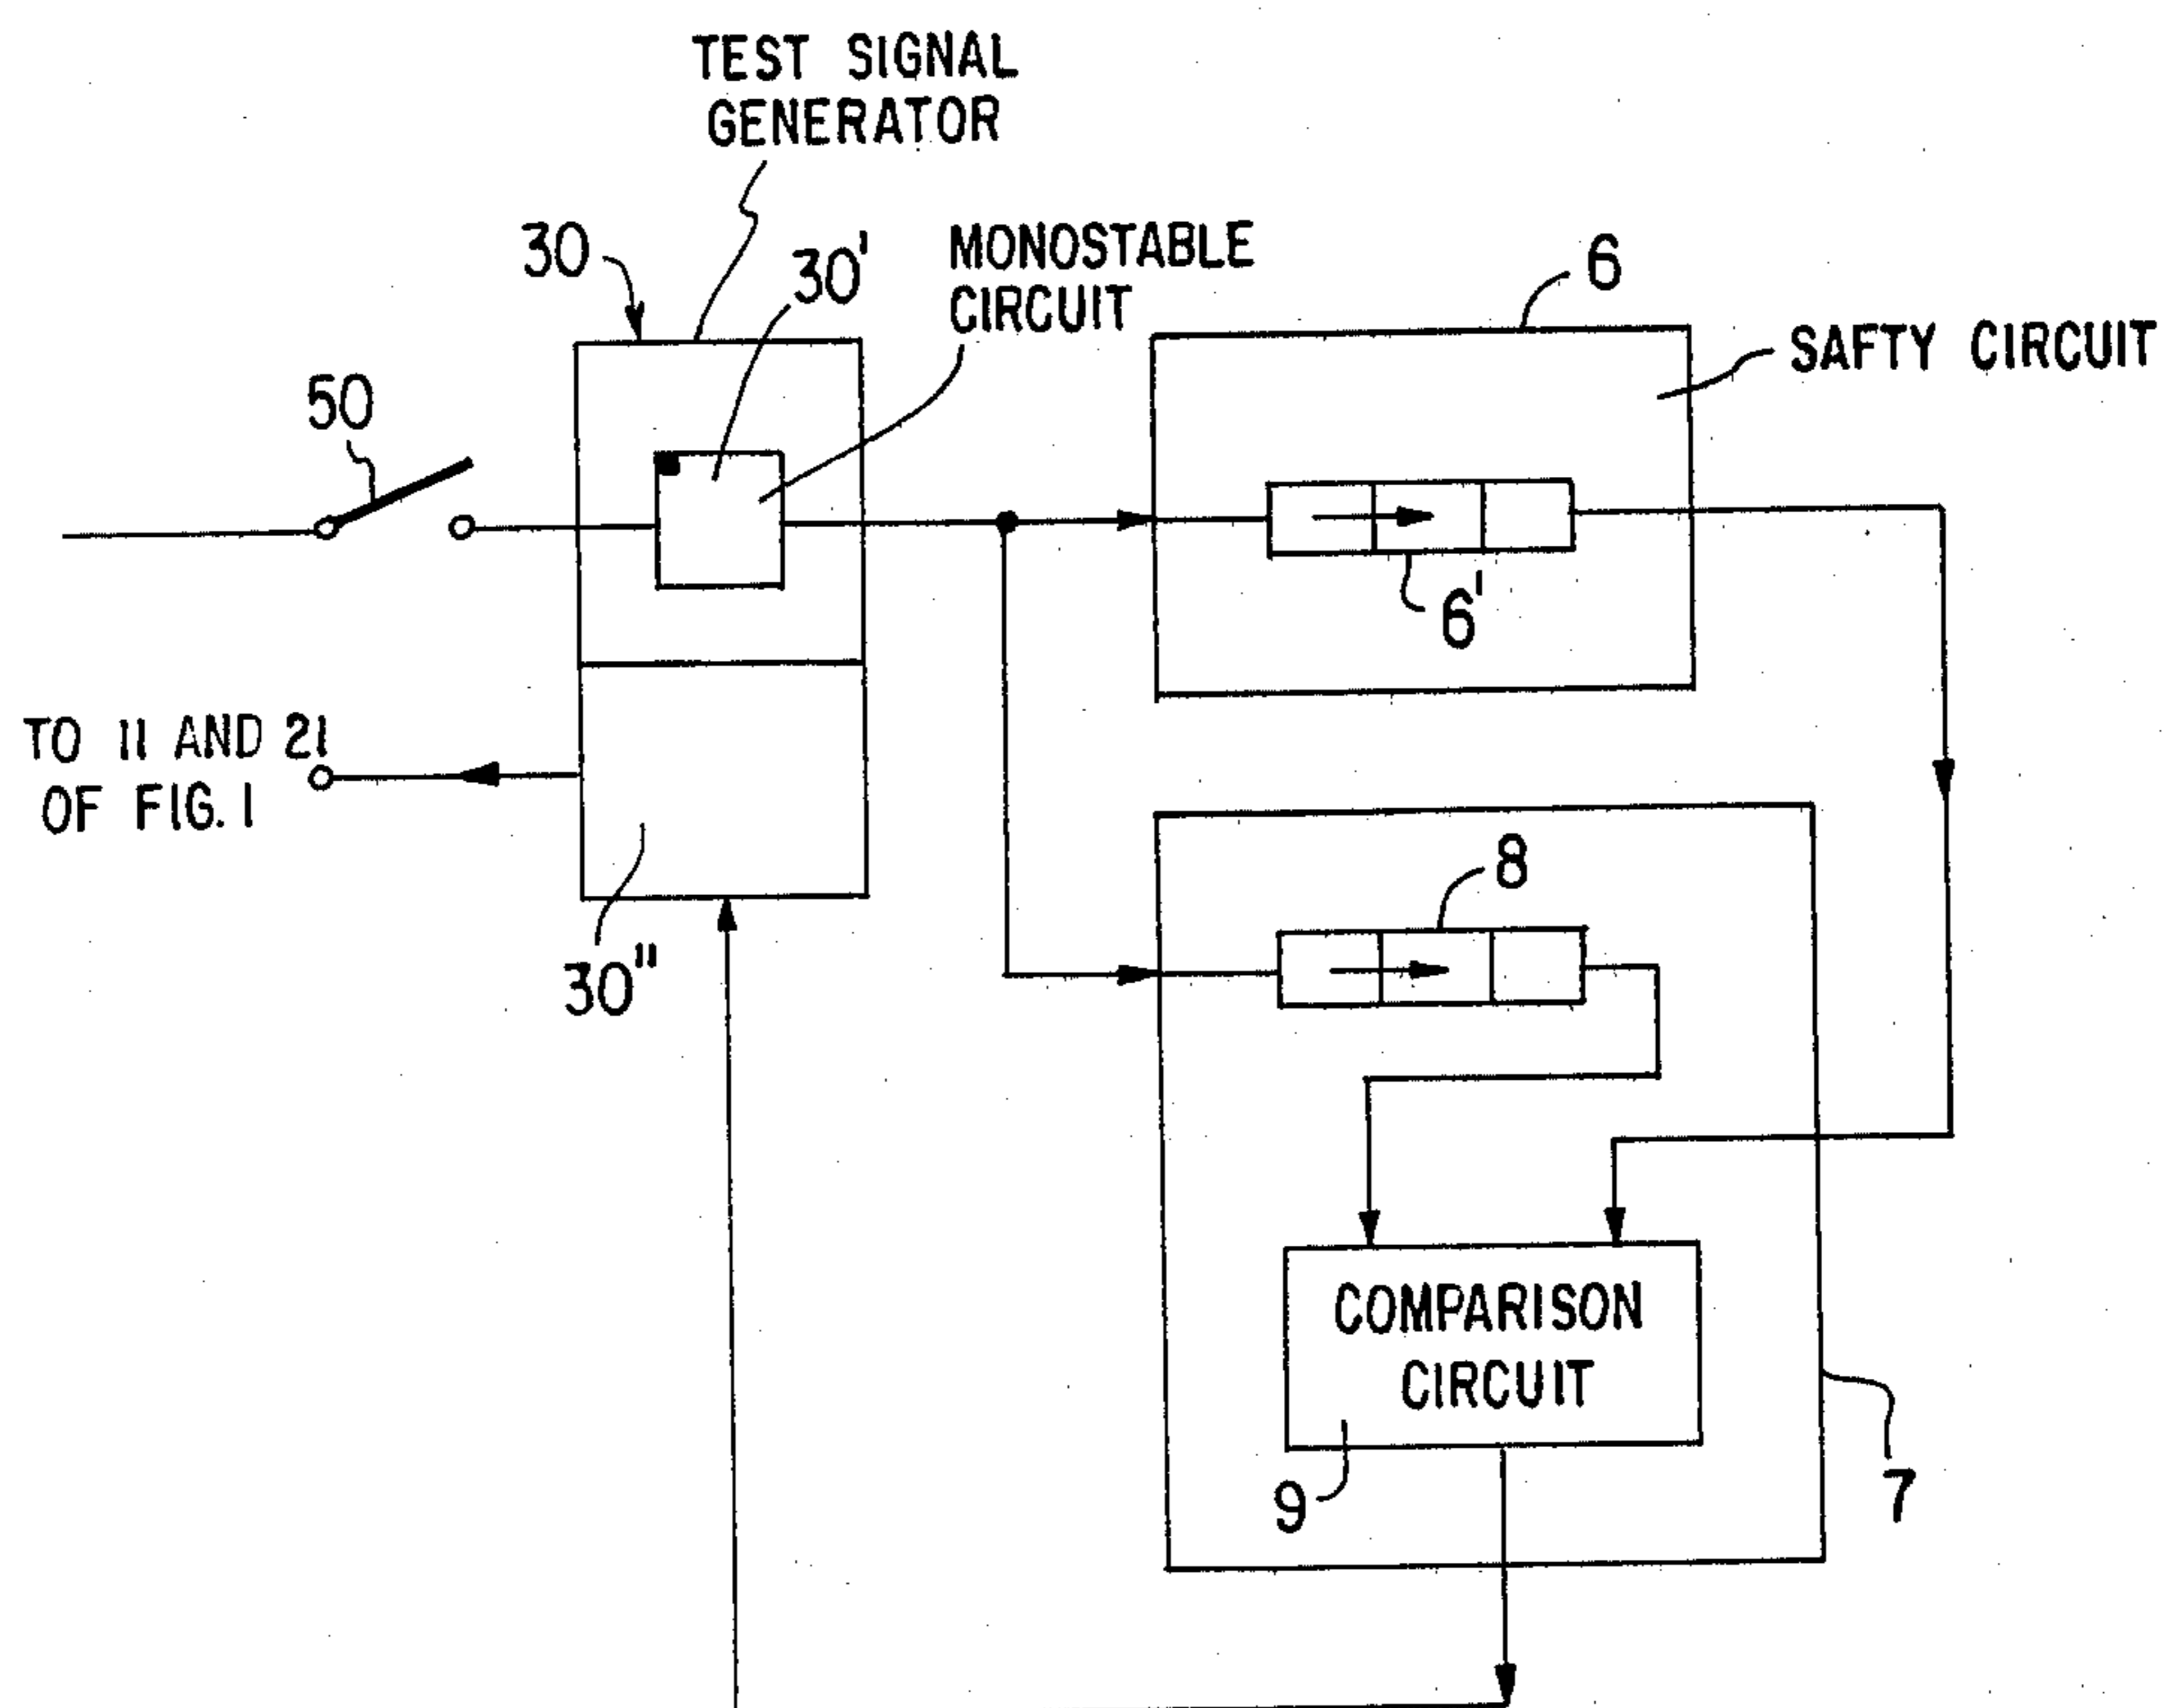 TEST SIGNAL
GENERATOR
30
30'
MONOSTABLE
CIRCUIT
6
SAFTY CIRCUIT
50
6'
TO 11 AND 21
OF FIG. 1
8
30"
COMPARISON
CIRCUIT
9
7